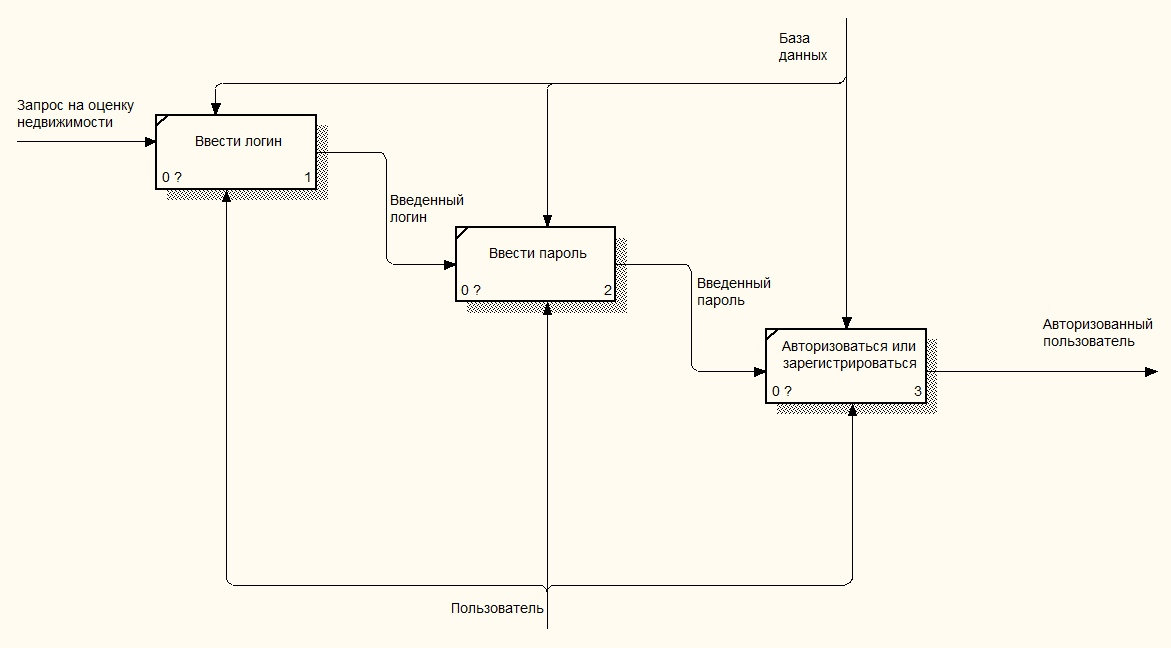 База
данных
Запрос на оценку
недвижимости
Ввести логин
0 ?
1
Введенный
логин
Ввести пароль
0 ?
2
Введенный
пароль
Авторизоваться или
зарегистрироваться
0 ?
3
Авторизованный
пользователь
Пользователь